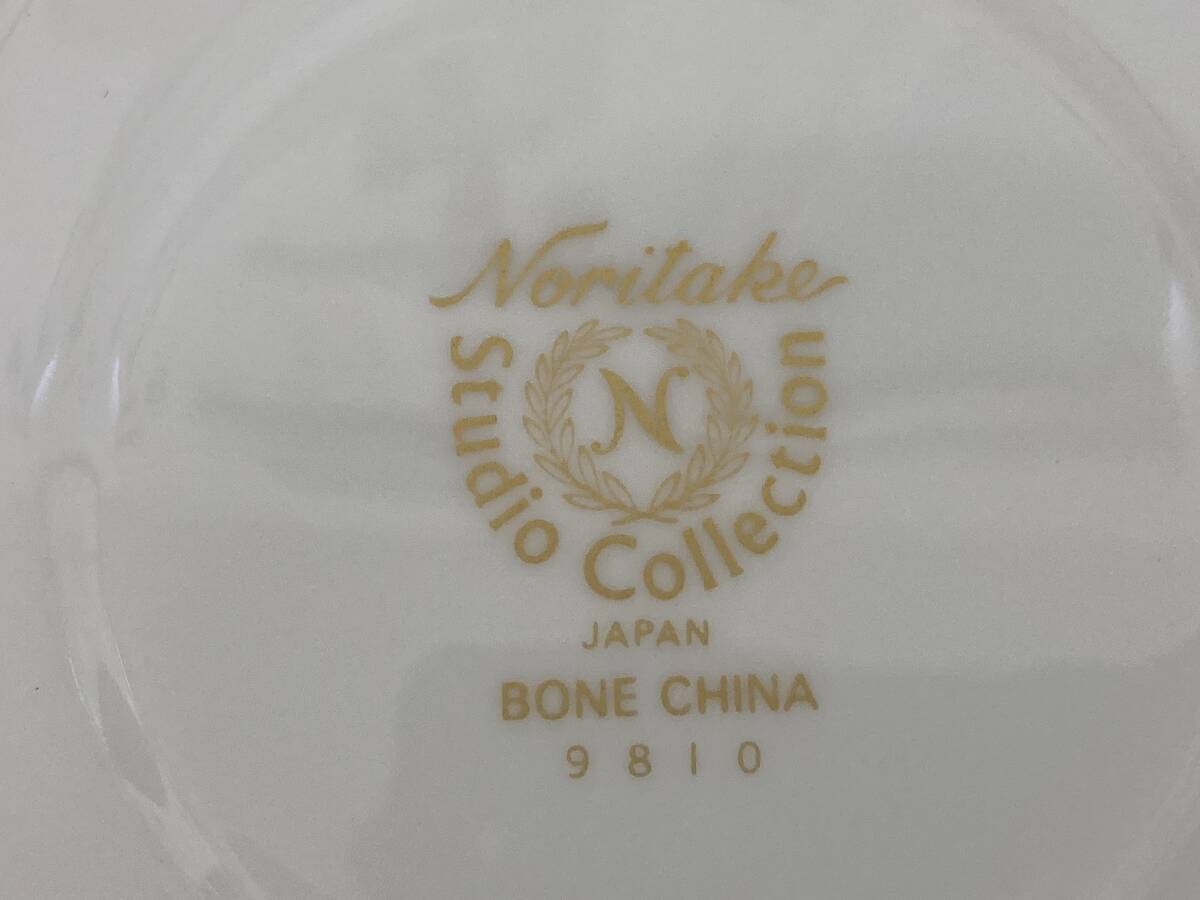 Noritake
N
Studio Collection
JAPAN
BONE CHINA
9810